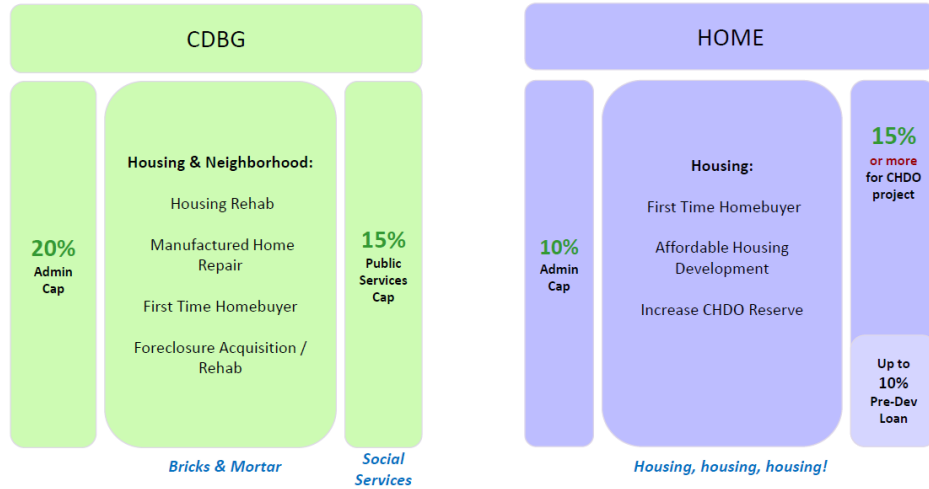 CDBG
20%
Admin
Cap
Housing & Neighborhood:
Housing Rehab
Manufactured Home
Repair
First Time Homebuyer
Foreclosure Acquisition /
Rehab
15%
Public
Services
Cap
Bricks & Mortar
Social
Services
HOME
10%
Admin
Cap
Housing:
First Time Homebuyer
Affordable Housing
Development
Increase CHDO Reserve
15%
or more
for CHDO
project
Up to
10%
Pre-Dev
Loan
Housing, housing, housing!